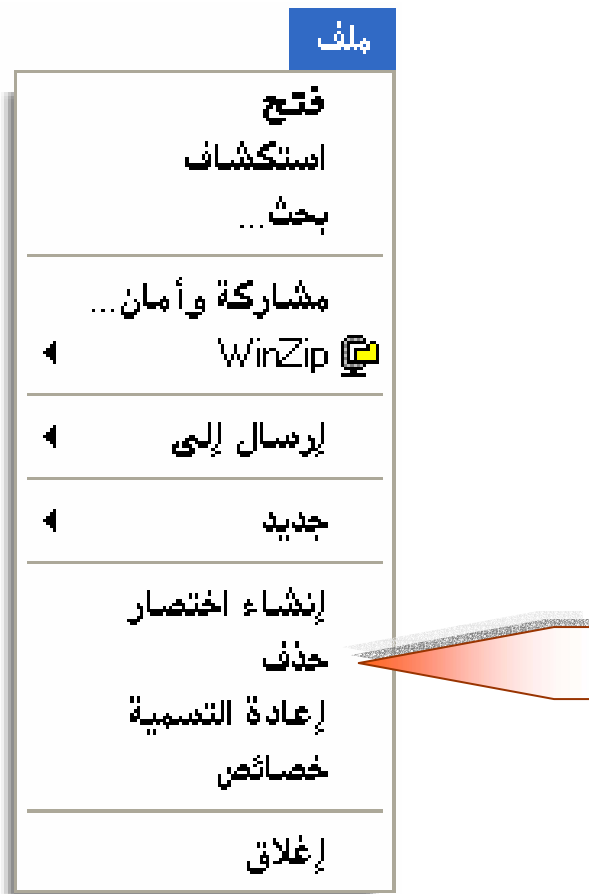 ملف
فتح
استكشاف
بحث...
مشاركة وأمان...
WinZip
إرسال إلى
جديد
إنشاء اختصار
حذف
إعادة التسمية
خصائص
إغلاق